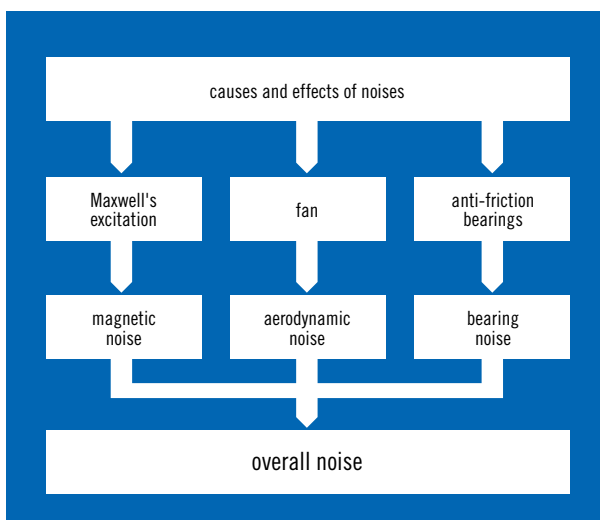 causes and effects of noises
Maxwell's
excitation
fan
anti-friction
bearings
magnetic
noise
aerodynamic
noise
bearing
noise
overall noise